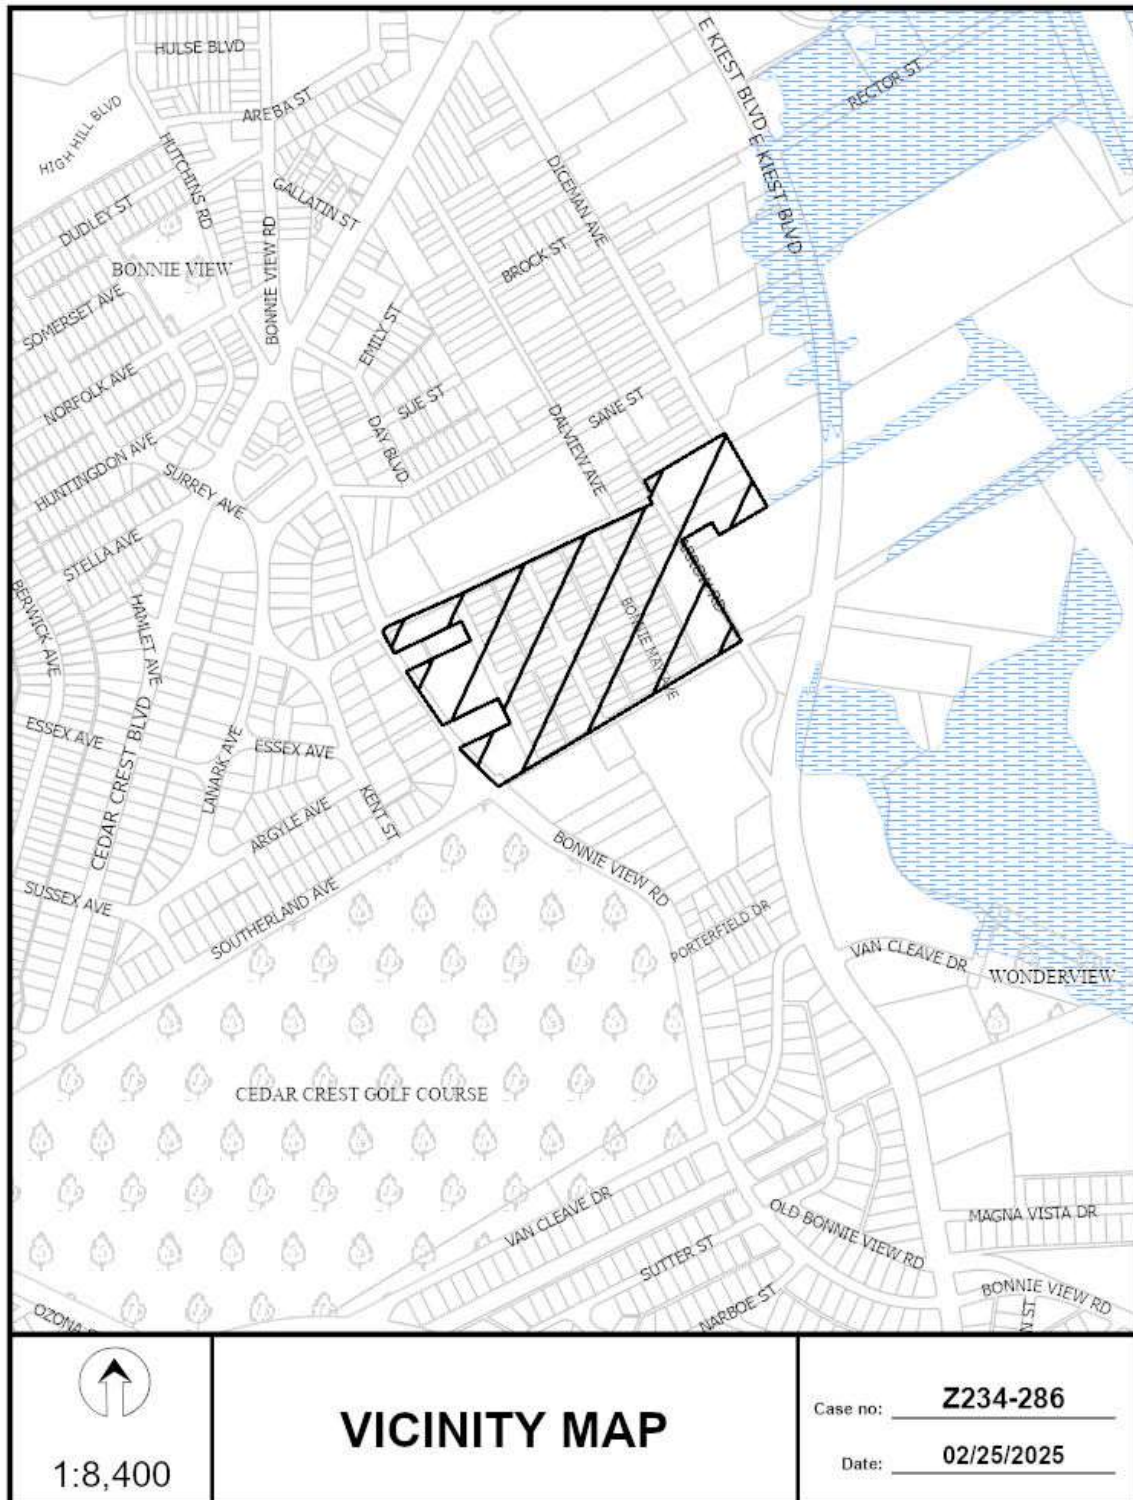 HULSE BLVD
E KIEST BLVD
E KIEST BLVD
RECTOR ST
HIGH HILL BLVD
AREBA ST
HUTCHINS RD
DICEMAN AVE
GALLATIN ST
DUDLEY ST
BONNIE VIEW RD
BROCK ST
BONNIE VIEW
SOMERSET AVE
EMILY ST
NORFOLK AVE
SUE ST
SANE ST
DALVIEW AVE
DAY BLVD
HUNTINGDON AVE
SURREY AVE
STELLA AVE
BERWICK AVE
HAMLET AVE
BONNIE MAY AVE
CEDAR CREST BLVD
ESSEX AVE
LANARK AVE
ESSEX AVE
KENT ST
ARGYLE AVE
BONNIE VIEW RD
SUSSEX AVE
SOUTHERLAND AVE
PORTERFIELD DR
VAN CLEAVE DR
WONDERVIEW
CEDAR CREST GOLF COURSE
VAN CLEAVE DR
OLD BONNIE VIEW RD
MAGNA VISTA DR
SUTTER ST
BONNIE VIEW RD
NARBOE ST
OZONA
N ST
1:8,400
VICINITY MAP
Case no: Z234-286
Date: 02/25/2025